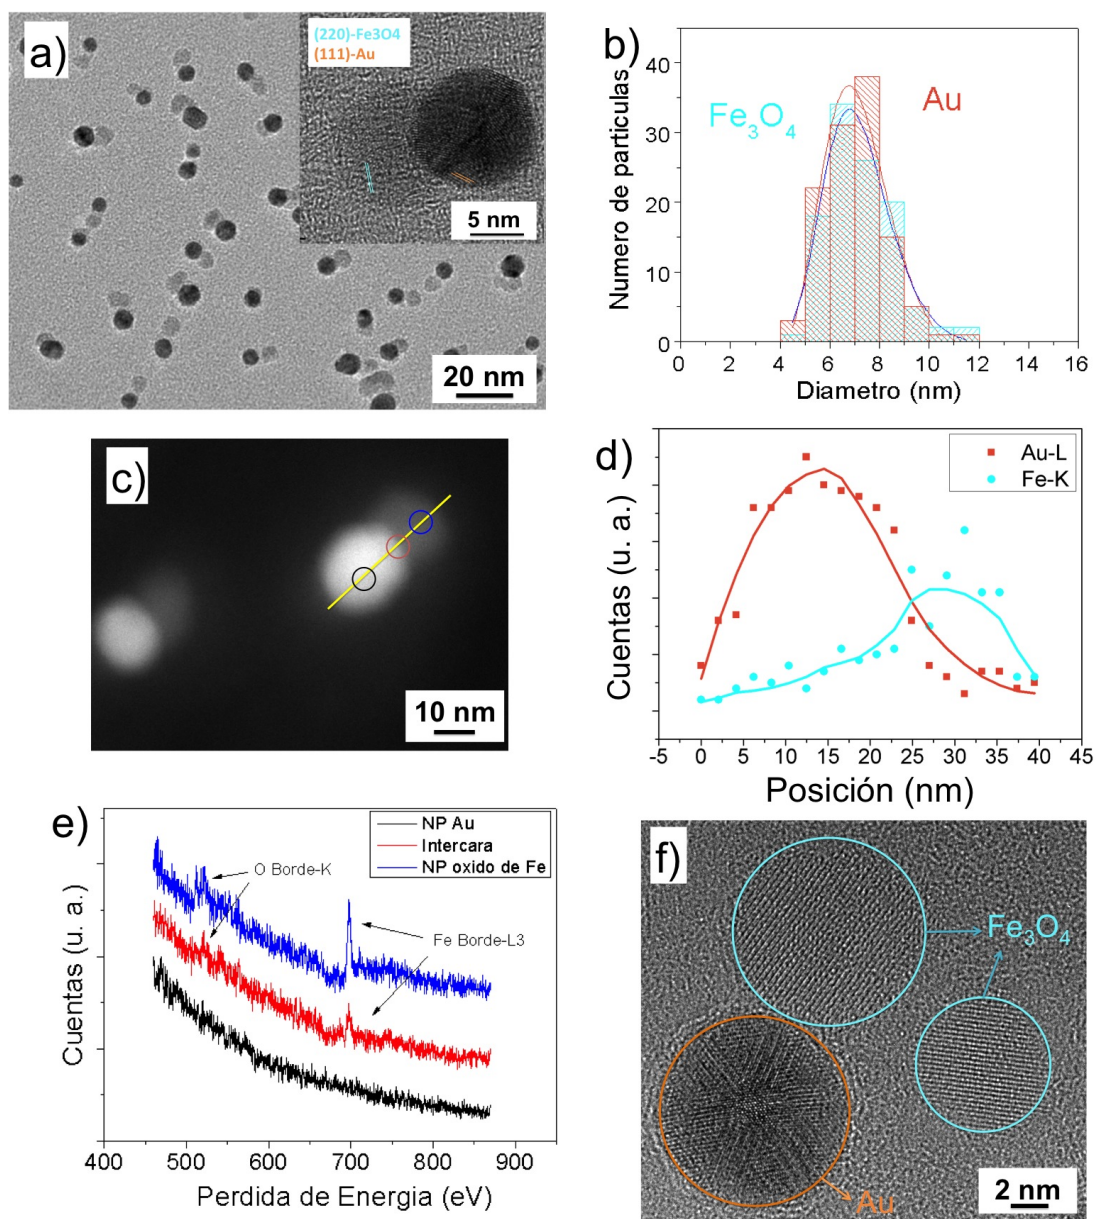 a)
(220)-Fe3O4
(111)-Au
5 nm
20 nm
b)
Numero de particulas
40
30
20
10
0
Fe₃O₄
Au
0 2 4 6 8 10 12 14 16
Diametro (nm)
c)
10 nm
d)
Cuentas (u. a.)
Au-L
Fe-K
-5 0 5 10 15 20 25 30 35 40 45
Posición (nm)
e)
Cuentas (u. a.)
NP Au
Intercara
NP oxido de Fe
O Borde-K
Fe Borde-L3
400 500 600 700 800 900
Perdida de Energia (eV)
f)
Fe₃O₄
Au
2 nm